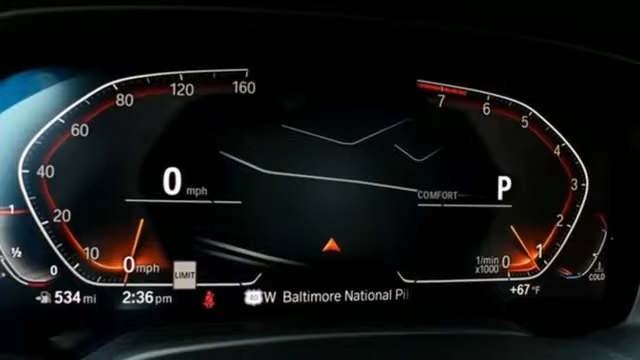 160
120
80
60
40
20
10
0 mph
0 mph
LIMIT
1
½
0
534 mi
2:36 pm
W Baltimore National Pi
COMFORT
P
7
6
5
4
3
2
1
0
1/min
x1000
+67 °F
COLD